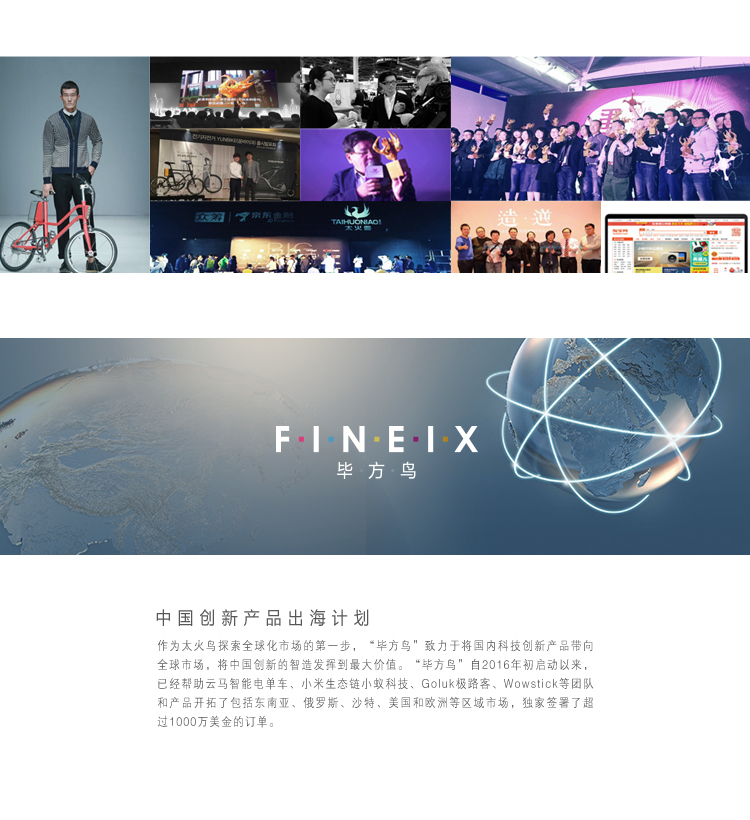 众筹
京东金融
TAIHUONIAO
太火鸟
BIG
造·逆
F·I·N·E·I·X
毕方鸟
中国创新产品出海计划
作为太火鸟探索全球化市场的第一步，“毕方鸟”致力于将国内科技创新产品带向
全球市场，将中国创新的智造发挥到最大价值。“毕方鸟”自2016年初启动以来，
已经帮助云马智能电单车、小米生态链小蚁科技、Goluk极路客、Wowstick等团队
和产品开拓了包括东南亚、俄罗斯、沙特、美国和欧洲等区域市场，独家签署了超
过1000万美金的订单。